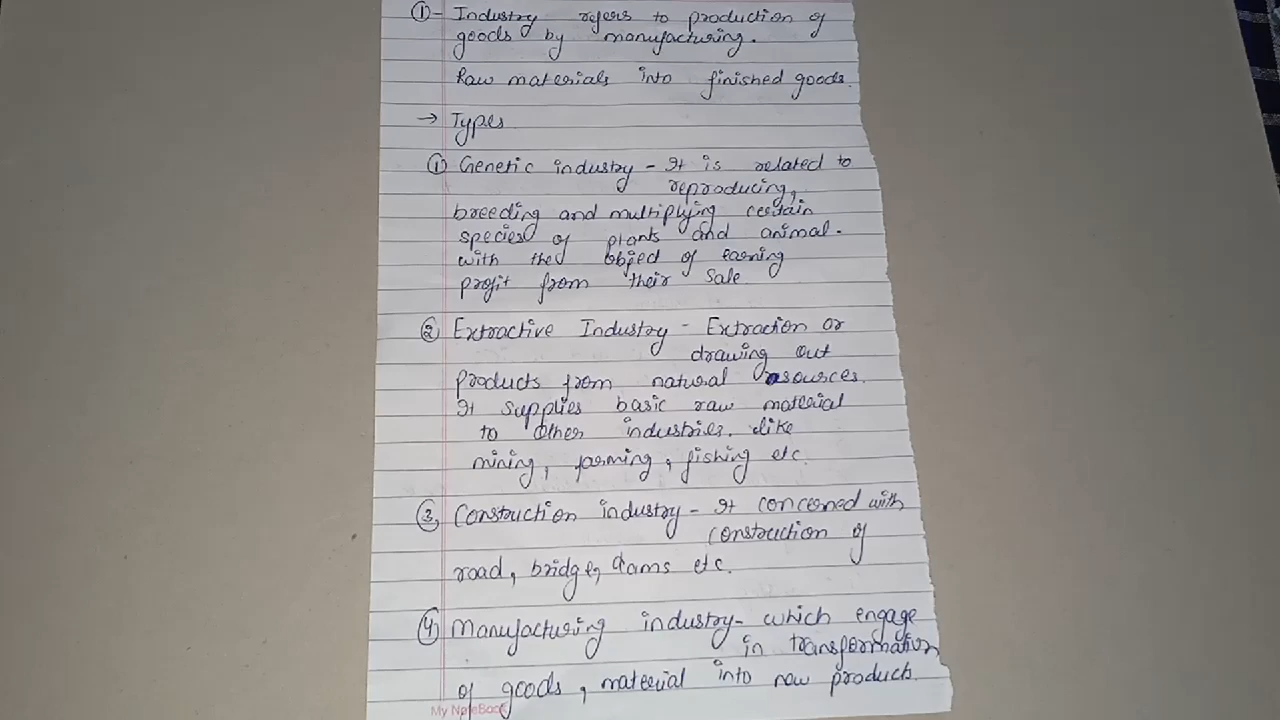 ① - Industry refers to production of
goods by manufacturing.
Raw materials into finished goods.
→ Types
① Genetic industry - It is related to
reproducing,
breeding and multiplying certain
species of plants and animal.
with the object of earning
profit from their sale
② Extractive Industry - Extraction or
drawing out
products from natural resources.
It supplies basic raw material
to other industries. like
mining, farming, fishing etc.
③ Construction industry - It concerned with
construction of
road, bridge, dams etc.
④ Manufacturing industry - which engage
in transformation
of goods, material into new product.
My NoteBook